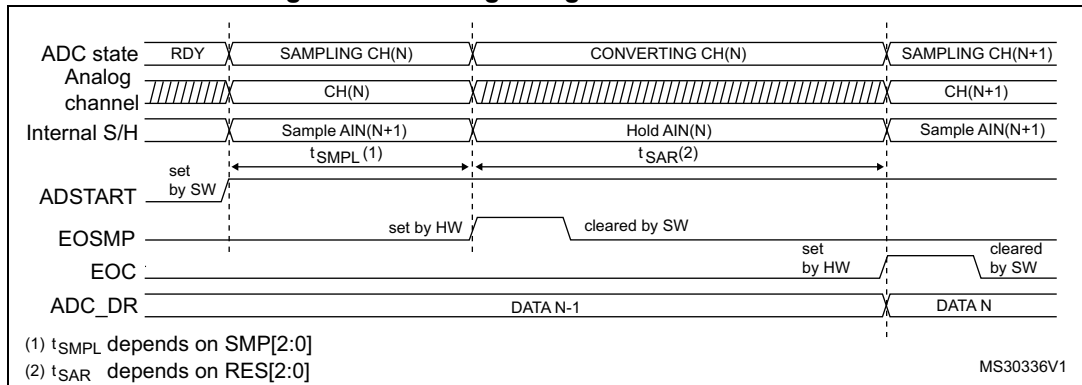 ADC state RDY SAMPLING CH(N) CONVERTING CH(N) SAMPLING CH(N+1)
Analog channel CH(N) CH(N+1)
Internal S/H Sample AIN(N+1) Hold AIN(N) Sample AIN(N+1)
tSMPL(1) tSAR(2)
ADSTART set by SW
EOSMP set by HW cleared by SW
EOC set by HW cleared by SW
ADC_DR DATA N-1 DATA N
(1) tSMPL depends on SMP[2:0]
(2) tSAR depends on RES[2:0]
MS30336V1